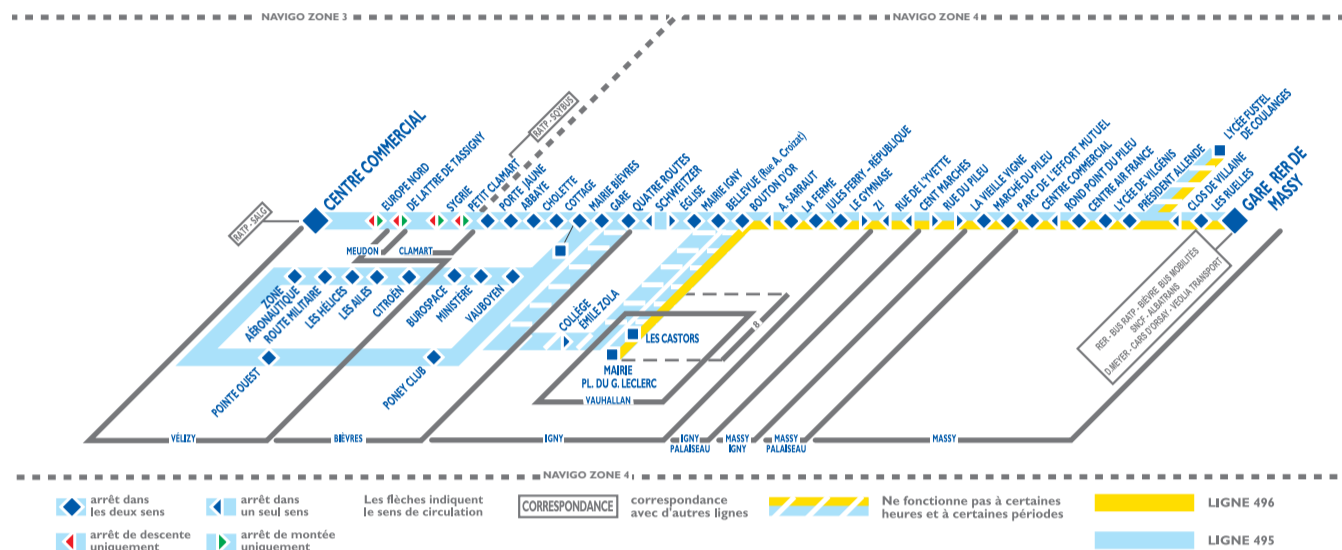 NAVIGO ZONE 3
NAVIGO ZONE 4
RATP - SALG
CENTRE COMMERCIAL
EUROPE NORD
DE LATTRE DE TASSIGNY
SYGRIE
PETIT CLAMART
RATP - SQYBUS
PORTE JAUNE
ABBAYE
CHOLETTE
COTTAGE
MAIRIE BIÈVRES
GARE
QUATRE ROUTES
SCHWEITZER
ÉGLISE
MAIRIE IGNY
BELLEVUE (Rue A. Croizat)
BOUTON D'OR
A. SARRAUT
LA FERME
JULES FERRY - RÉPUBLIQUE
LE GYMNASE
ZI
RUE DE L'YVETTE
CENT MARCHES
RUE DU PILEU
LA VIEILLE VIGNE
MARCHÉ DU PILEU
PARC DE L'EFFORT MUTUEL
CENTRE COMMERCIAL
ROND POINT DU PILEU
CENTRE AIR FRANCE
LYCÉE DE VILGÉNIS
PRÉSIDENT ALLENDE
LYCÉE FUSTEL
DE COULANGES
CLOS DE VILAINE
LES RUELLES
GARE RER DE
MASSY
MEUDON
CLAMART
ZONE
AÉRONAUTIQUE
ROUTE MILITAIRE
LES HÉLICES
LES AILES
CITROËN
BUROSPACE
MINISTÈRE
VAUBOYEN
COLLÈGE
EMILE ZOLA
LES CASTORS
8
MAIRIE
PL. DU G. LECLERC
VAUHALLAN
POINTE OUEST
PONEY CLUB
RER - BUS RATP - BIÈVRE BUS MOBILITÉS
SNCF - ALBATRANS
D.MEYER - CARS D'ORSAY - VEOLIA TRANSPORT
VÉLIZY
BIÈVRES
IGNY
IGNY
PALAISEAU
MASSY
IGNY
MASSY
PALAISEAU
MASSY
NAVIGO ZONE 4
arrêt dans
les deux sens
arrêt dans
un seul sens
Les flèches indiquent
le sens de circulation
CORRESPONDANCE
correspondance
avec d'autres lignes
Ne fonctionne pas à certaines
heures et à certaines périodes
LIGNE 496
arrêt de descente
uniquement
arrêt de montée
uniquement
LIGNE 495